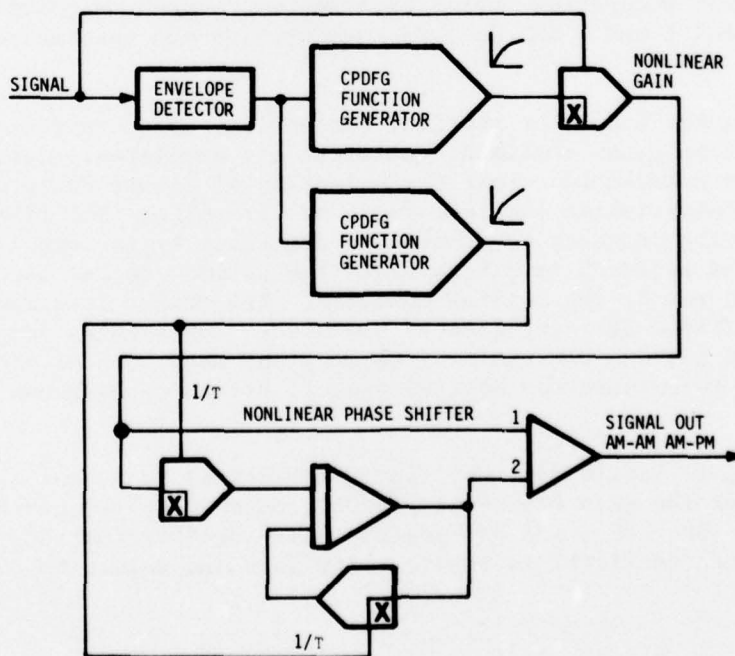 SIGNAL
ENVELOPE
DETECTOR
CPDFG
FUNCTION
GENERATOR
X
NONLINEAR
GAIN
CPDFG
FUNCTION
GENERATOR
1/T
NONLINEAR PHASE SHIFTER
1
2
SIGNAL OUT
AM-AM AM-PM
X
X
1/T